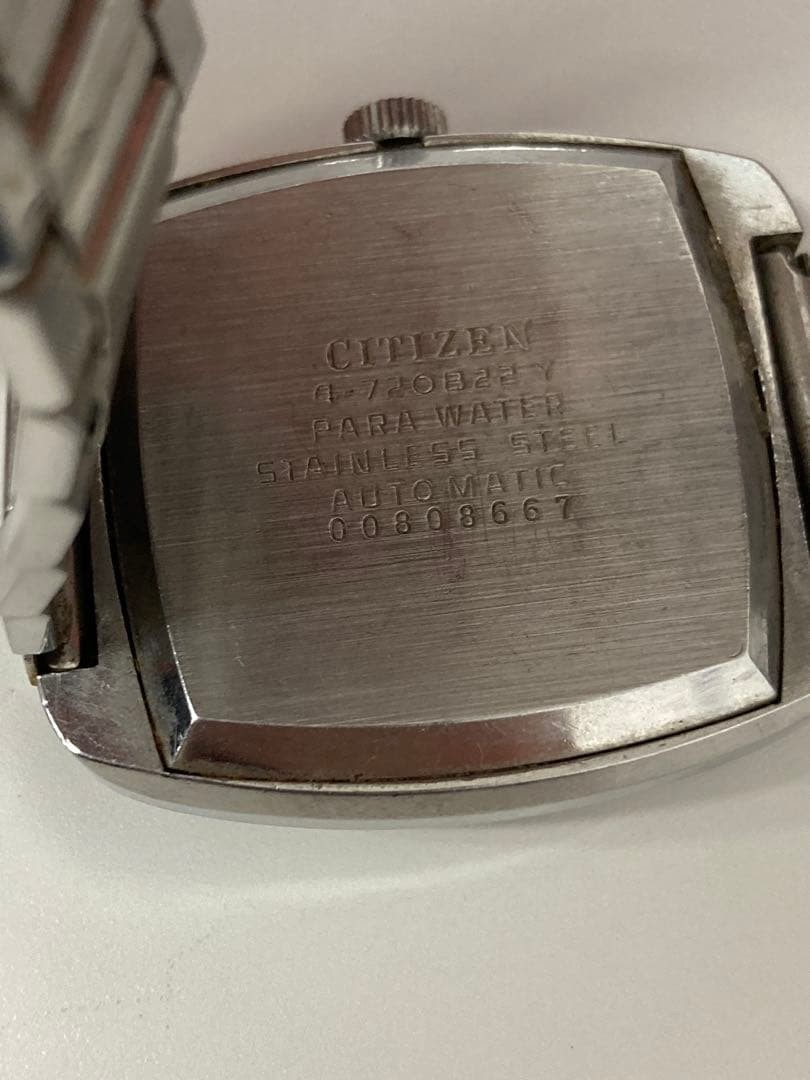 CITIZEN
4-720822 Y
PARA WATER
STAINLESS STEEL
AUTOMATIC
00808667